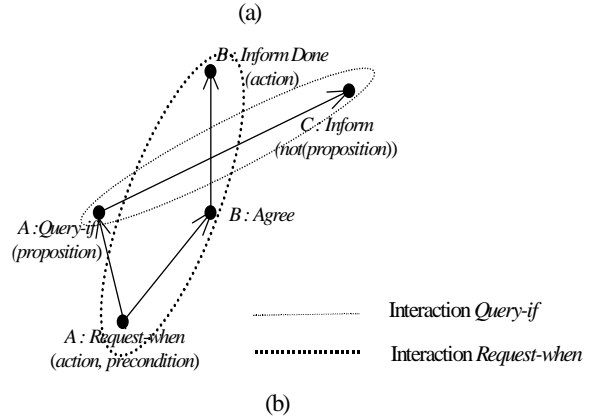 (a)
B : Inform Done
(action)
C : Inform
(not(proposition))
A :Query-if
(proposition)
B : Agree
A : Request-when
(action, precondition)
Interaction Query-if
Interaction Request-when
(b)